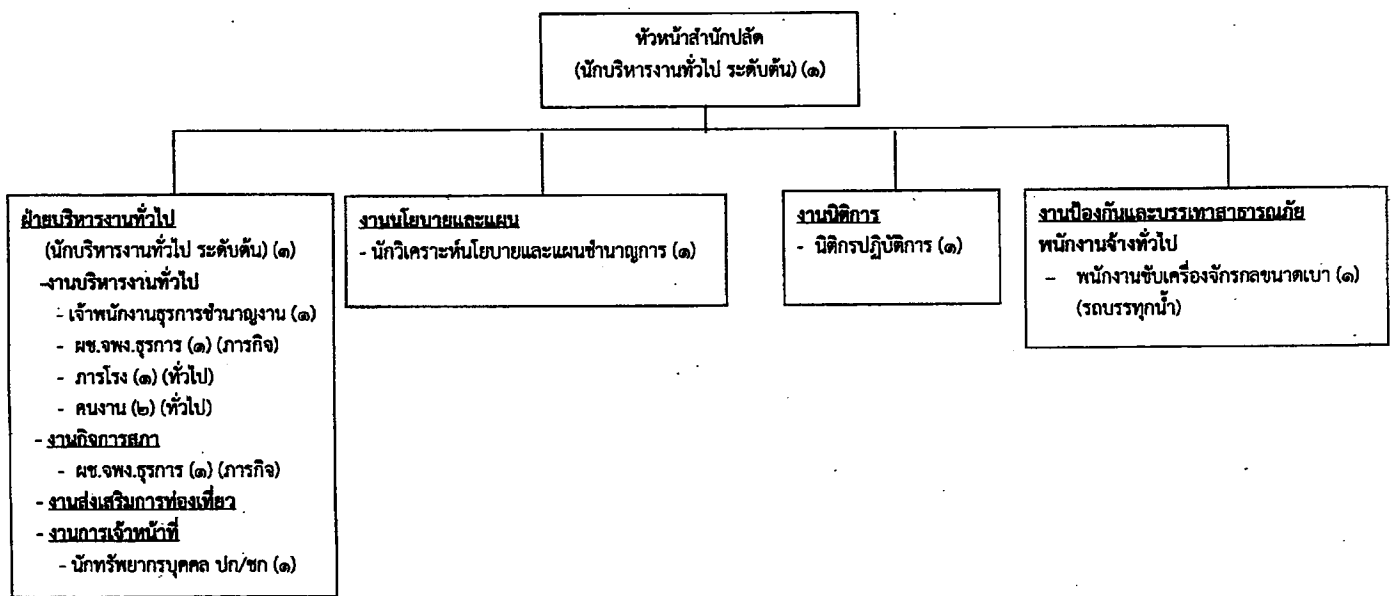 หัวหน้าสำนักปลัด
(นักบริหารงานทั่วไป ระดับต้น) (๑)
ฝ่ายบริหารงานทั่วไป
(นักบริหารงานทั่วไป ระดับต้น) (๑)
-งานบริหารงานทั่วไป
- เจ้าพนักงานธุรการชำนาญงาน (๑)
- ผช.จพง.ธุรการ (๑) (ภารกิจ)
- ภารโรง (๑) (ทั่วไป)
- คนงาน (๒) (ทั่วไป)
- งานกิจการสภา
- ผช.จพง.ธุรการ (๑) (ภารกิจ)
- งานส่งเสริมการท่องเที่ยว
- งานการเจ้าหน้าที่
- นักทรัพยากรบุคคล ปก/ชก (๑)
งานนโยบายและแผน
- นักวิเคราะห์นโยบายและแผนชำนาญการ (๑)
งานนิติการ
- นิติกรปฏิบัติการ (๑)
งานป้องกันและบรรเทาสาธารณภัย
พนักงานจ้างทั่วไป
- พนักงานขับเครื่องจักรกลขนาดเบา (๑)
(รถบรรทุกน้ำ)